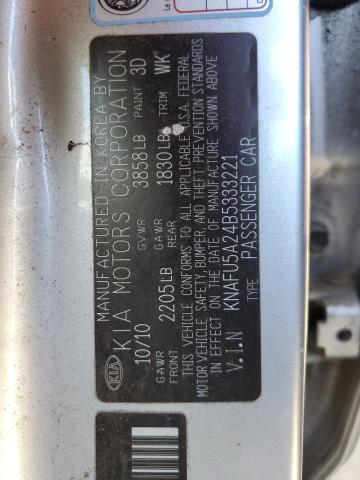 MANUFACTURED IN KOREA BY
KIA KIA MOTORS CORPORATION
10/10 GVWR 3858LB PAINT 3D
GAWR FRONT 2205LB GAWR REAR 1830LB TRIM WK
THIS VEHICLE CONFORMS TO ALL APPLICABLE U.S.A. FEDERAL
MOTOR VEHICLE SAFETY, BUMPER, AND THEFT PREVENTION STANDARDS
IN EFFECT ON THE DATE OF MANUFACTURE SHOWN ABOVE
V.I.N KNAFU5A24B5333221
TYPE PASSENGER CAR